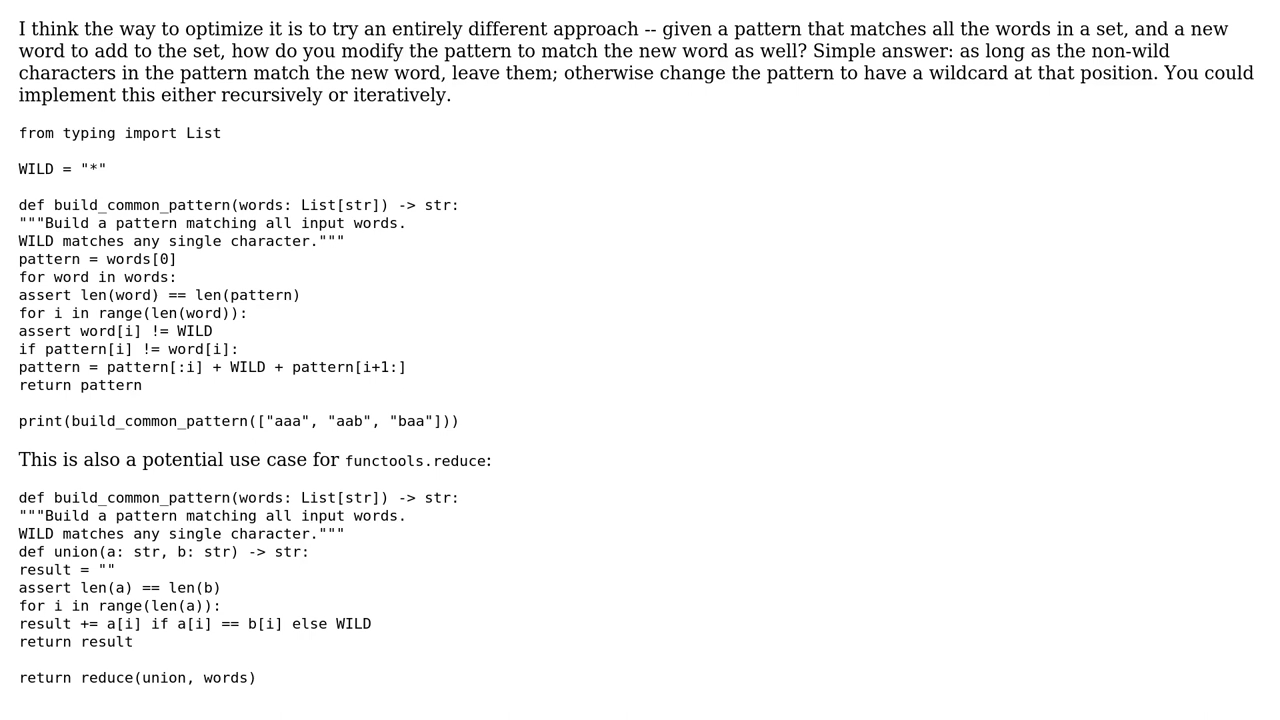 I think the way to optimize it is to try an entirely different approach -- given a pattern that matches all the words in a set, and a new
word to add to the set, how do you modify the pattern to match the new word as well? Simple answer: as long as the non-wild
characters in the pattern match the new word, leave them; otherwise change the pattern to have a wildcard at that position. You could
implement this either recursively or iteratively.
from typing import List
WILD = "*"
def build_common_pattern(words: List[str]) -> str:
"""Build a pattern matching all input words.
WILD matches any single character."""
pattern = words[0]
for word in words:
assert len(word) == len(pattern)
for i in range(len(word)):
assert word[i] != WILD
if pattern[i] != word[i]:
pattern = pattern[:i] + WILD + pattern[i+1:]
return pattern
print(build_common_pattern(["aaa", "aab", "baa"]))
This is also a potential use case for functools.reduce:
def build_common_pattern(words: List[str]) -> str:
"""Build a pattern matching all input words.
WILD matches any single character."""
def union(a: str, b: str) -> str:
result = ""
assert len(a) == len(b)
for i in range(len(a)):
result += a[i] if a[i] == b[i] else WILD
return result
return reduce(union, words)